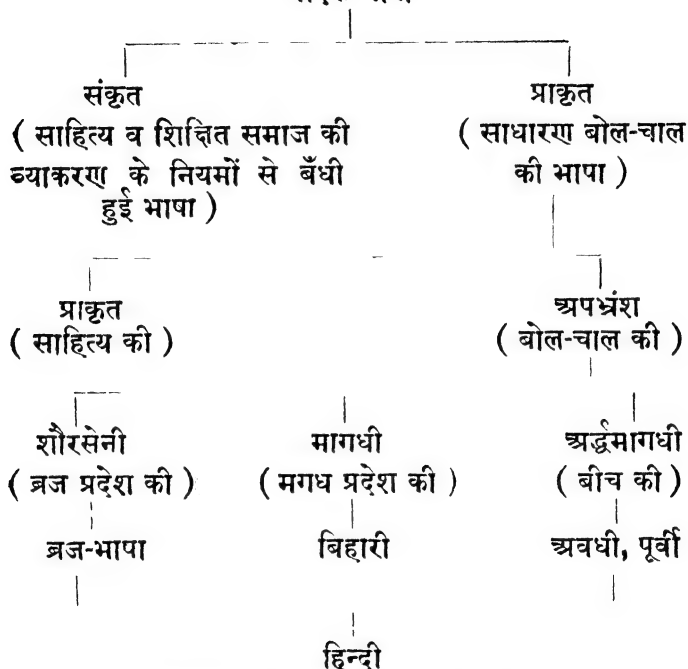 संकृत
( साहित्य व शिक्षित समाज की
व्याकरण के नियमों से बँधी
हुई भाषा )
प्राकृत
( साधारण बोल-चाल
की भाषा )
प्राकृत
( साहित्य की )
अपभ्रंश
( बोल-चाल की )
शौरसेनी
( ब्रज प्रदेश की )
मागधी
( मगध प्रदेश की )
अर्द्धमागधी
( बीच की )
ब्रज-भाषा
बिहारी
अवधी, पूर्वी
हिन्दी